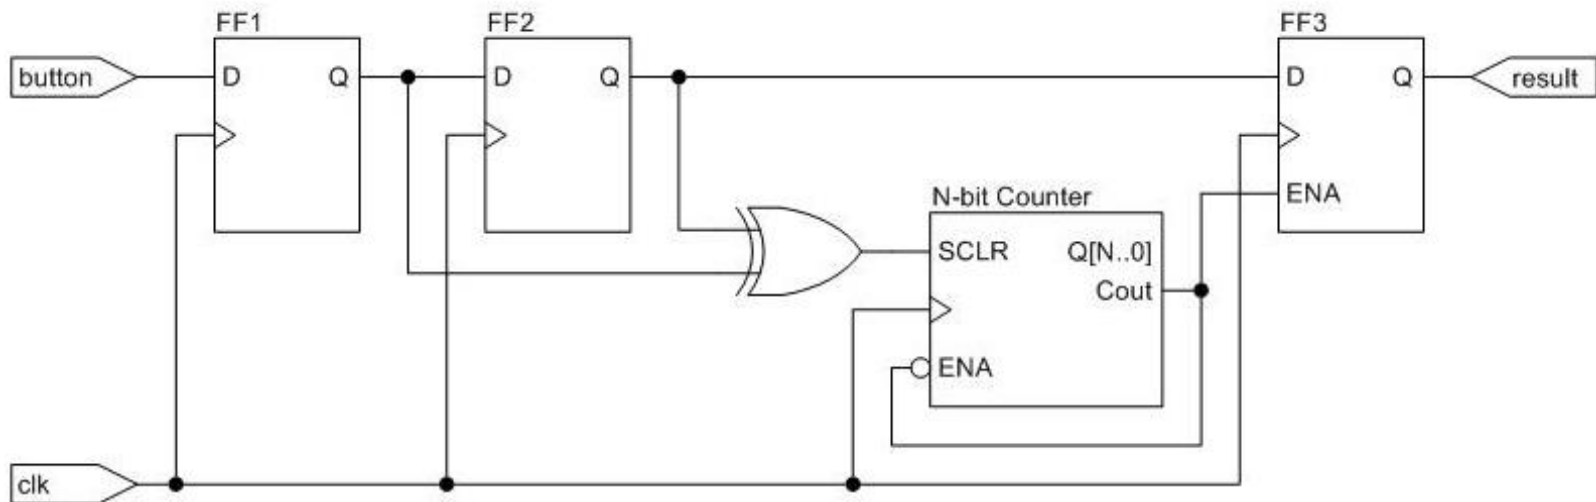 FF1
FF2
FF3
button
D
Q
D
Q
D
Q
result
ENA
N-bit Counter
SCLR
Q[N..0]
Cout
ENA
clk